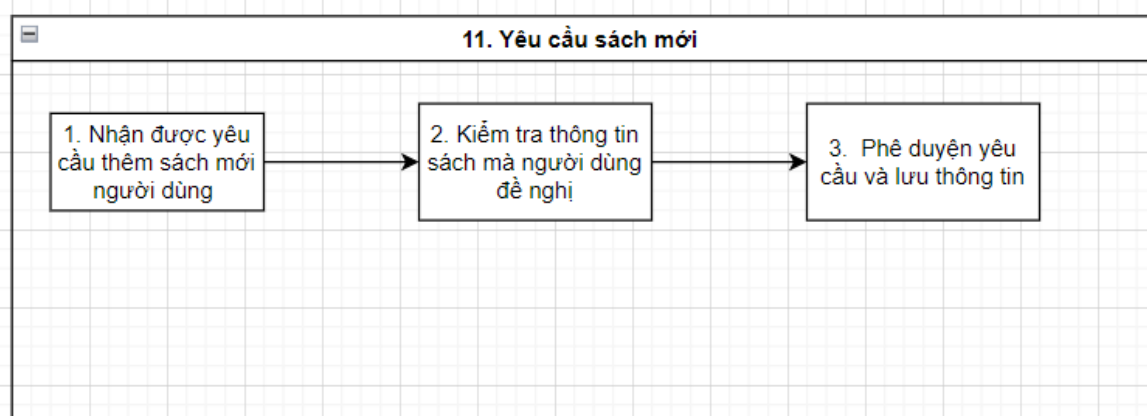 11. Yêu cầu sách mới
1. Nhận được yêu
cầu thêm sách mới
người dùng
2. Kiểm tra thông tin
sách mà người dùng
đề nghị
3. Phê duyện yêu
cầu và lưu thông tin